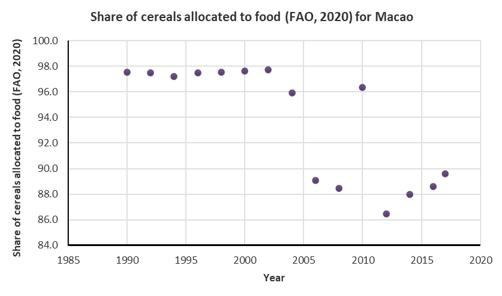 Share of cereals allocated to food (FAO, 2020) for Macao
Share of cereals allocated to food (FAO, 2020)
100.0
98.0
96.0
94.0
92.0
90.0
88.0
86.0
84.0
1985 1990 1995 2000 2005 2010 2015 2020
Year